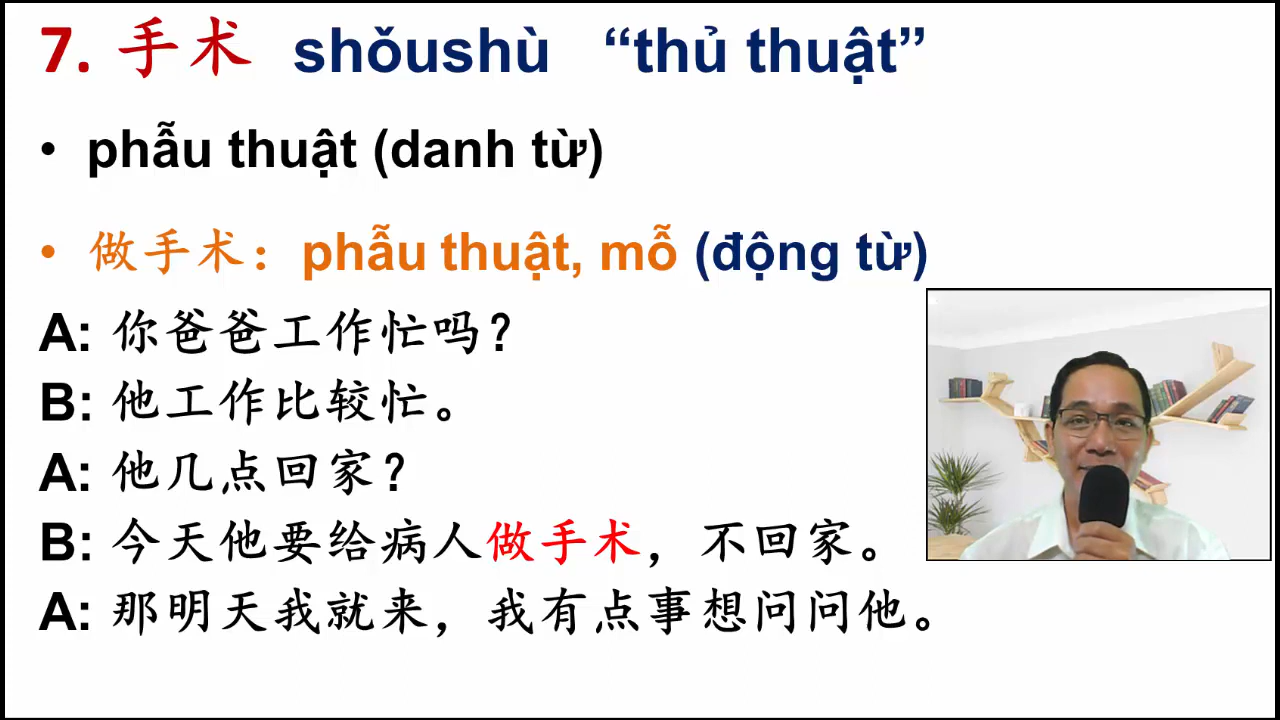 7. 手术 shǒushù “thủ thuật”
• phẫu thuật (danh từ)
• 做手术：phẫu thuật, mỗ (động từ)
A: 你爸爸工作忙吗？
B: 他工作比较忙。
A: 他几点回家？
B: 今天他要给病人做手术，不回家。
A: 那明天我就来，我有点事想问问他。